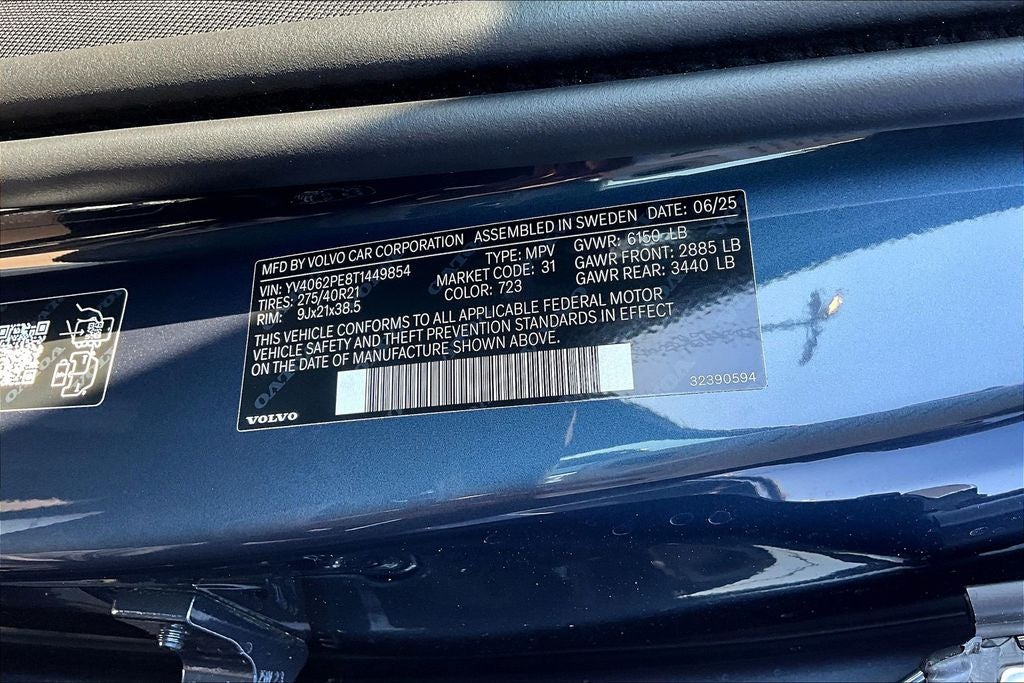 MFD BY VOLVO CAR CORPORATION ASSEMBLED IN SWEDEN DATE: 06/25
VIN: YV4062PE8T1449854 TYPE: MPV GVWR: 6150 LB
TIRES: 275/40R21 MARKET CODE: 31 GAWR FRONT: 2885 LB
RIM: 9Jx21x38.5 COLOR: 723 GAWR REAR: 3440 LB
THIS VEHICLE CONFORMS TO ALL APPLICABLE FEDERAL MOTOR
VEHICLE SAFETY AND THEFT PREVENTION STANDARDS IN EFFECT
ON THE DATE OF MANUFACTURE SHOWN ABOVE.
VOLVO 32390594